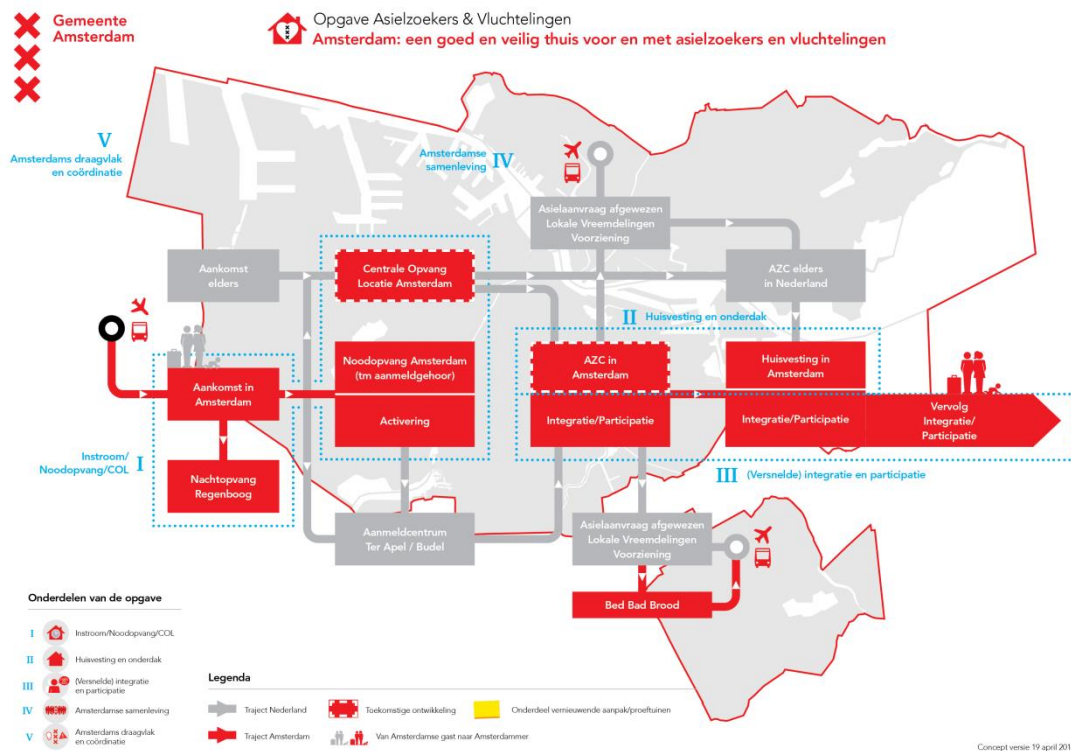 Gemeente
Amsterdam
Opgave Asielzoekers & Vluchtelingen
Amsterdam: een goed en veilig thuis voor en met asielzoekers en vluchtelingen
V
Amsterdams draagvlak
en coördinatie
Amsterdamse
samenleving
IV
Asielaanvraag afgewezen
Lokale Vreemdelingen
Voorziening
Aankomst
elders
Centrale Opvang
Locatie Amsterdam
AZC elders
in Nederland
II Huisvesting en onderdak
Noodopvang Amsterdam
(tm aanmeldgehoor)
AZC in
Amsterdam
Huisvesting in
Amsterdam
Aankomst in
Amsterdam
Activering
Integratie/Participatie
Integratie/Participatie
Vervolg
Integratie/
Participatie
Instroom/
Noodopvang/COL
I
Nachtopvang
Regenboog
III (Versnelde) integratie en participatie
Aanmeldcentrum
Ter Apel / Budel
Asielaanvraag afgewezen
Lokale Vreemdelingen
Voorziening
Bed Bad Brood
Onderdelen van de opgave
I Instroom/Noodopvang/COL
II Huisvesting en onderdak
III (Versnelde) integratie
en participatie
IV Amsterdamse samenleving
V Amsterdams draagvlak
en coördinatie
Legenda
Traject Nederland
Toekomstige ontwikkeling
Onderdeel vernieuwende aanpak/proeftuinen
Traject Amsterdam
Van Amsterdamse gast naar Amsterdammer
Concept versie 19 april 201